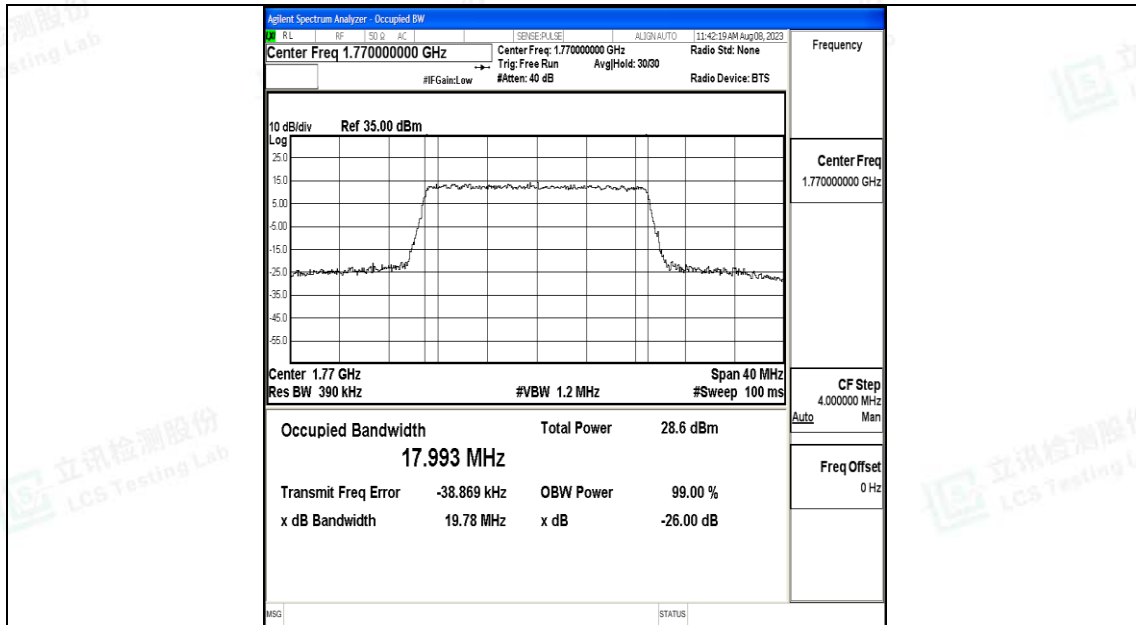 Agilent Spectrum Analyzer - Occupied BW
LXI RL RF 50 Ω AC SENSE:PULSE ALIGN AUTO 11:42:19 AM Aug 08, 2023
Center Freq 1.770000000 GHz
Center Freq: 1.770000000 GHz Radio Std: None
Trig: Free Run Avg|Hold: 30/30
#IFGain:Low #Atten: 40 dB Radio Device: BTS
10 dB/div Ref 35.00 dBm
Log
25.0
15.0
5.00
-5.00
-15.0
-25.0
-35.0
-45.0
-55.0
Center 1.77 GHz Span 40 MHz
Res BW 390 kHz #VBW 1.2 MHz #Sweep 100 ms
Occupied Bandwidth Total Power 28.6 dBm
17.993 MHz
Transmit Freq Error -38.869 kHz OBW Power 99.00 %
x dB Bandwidth 19.78 MHz x dB -26.00 dB
MSG STATUS
Frequency
Center Freq
1.770000000 GHz
CF Step
4.000000 MHz
Auto Man
Freq Offset
0 Hz
立讯检测股份
LCS Testing Lab
立讯检测股份
LCS Testing L
检测股份
sting Lab
立